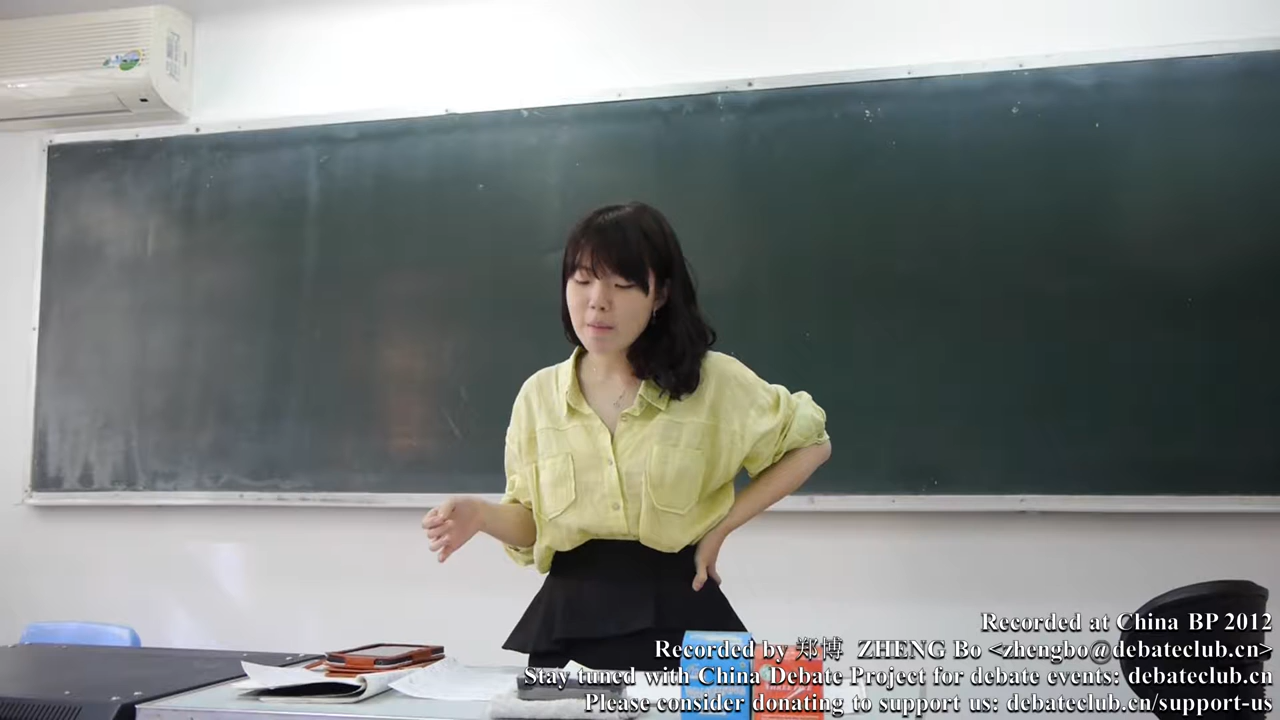 Recorded at China BP 2012
Recorded by 郑博 ZHENG Bo <zhengbo@debateclub.cn>
Stay tuned with China Debate Project for debate events: debateclub.cn
Please consider donating to support us: debateclub.cn/support-us